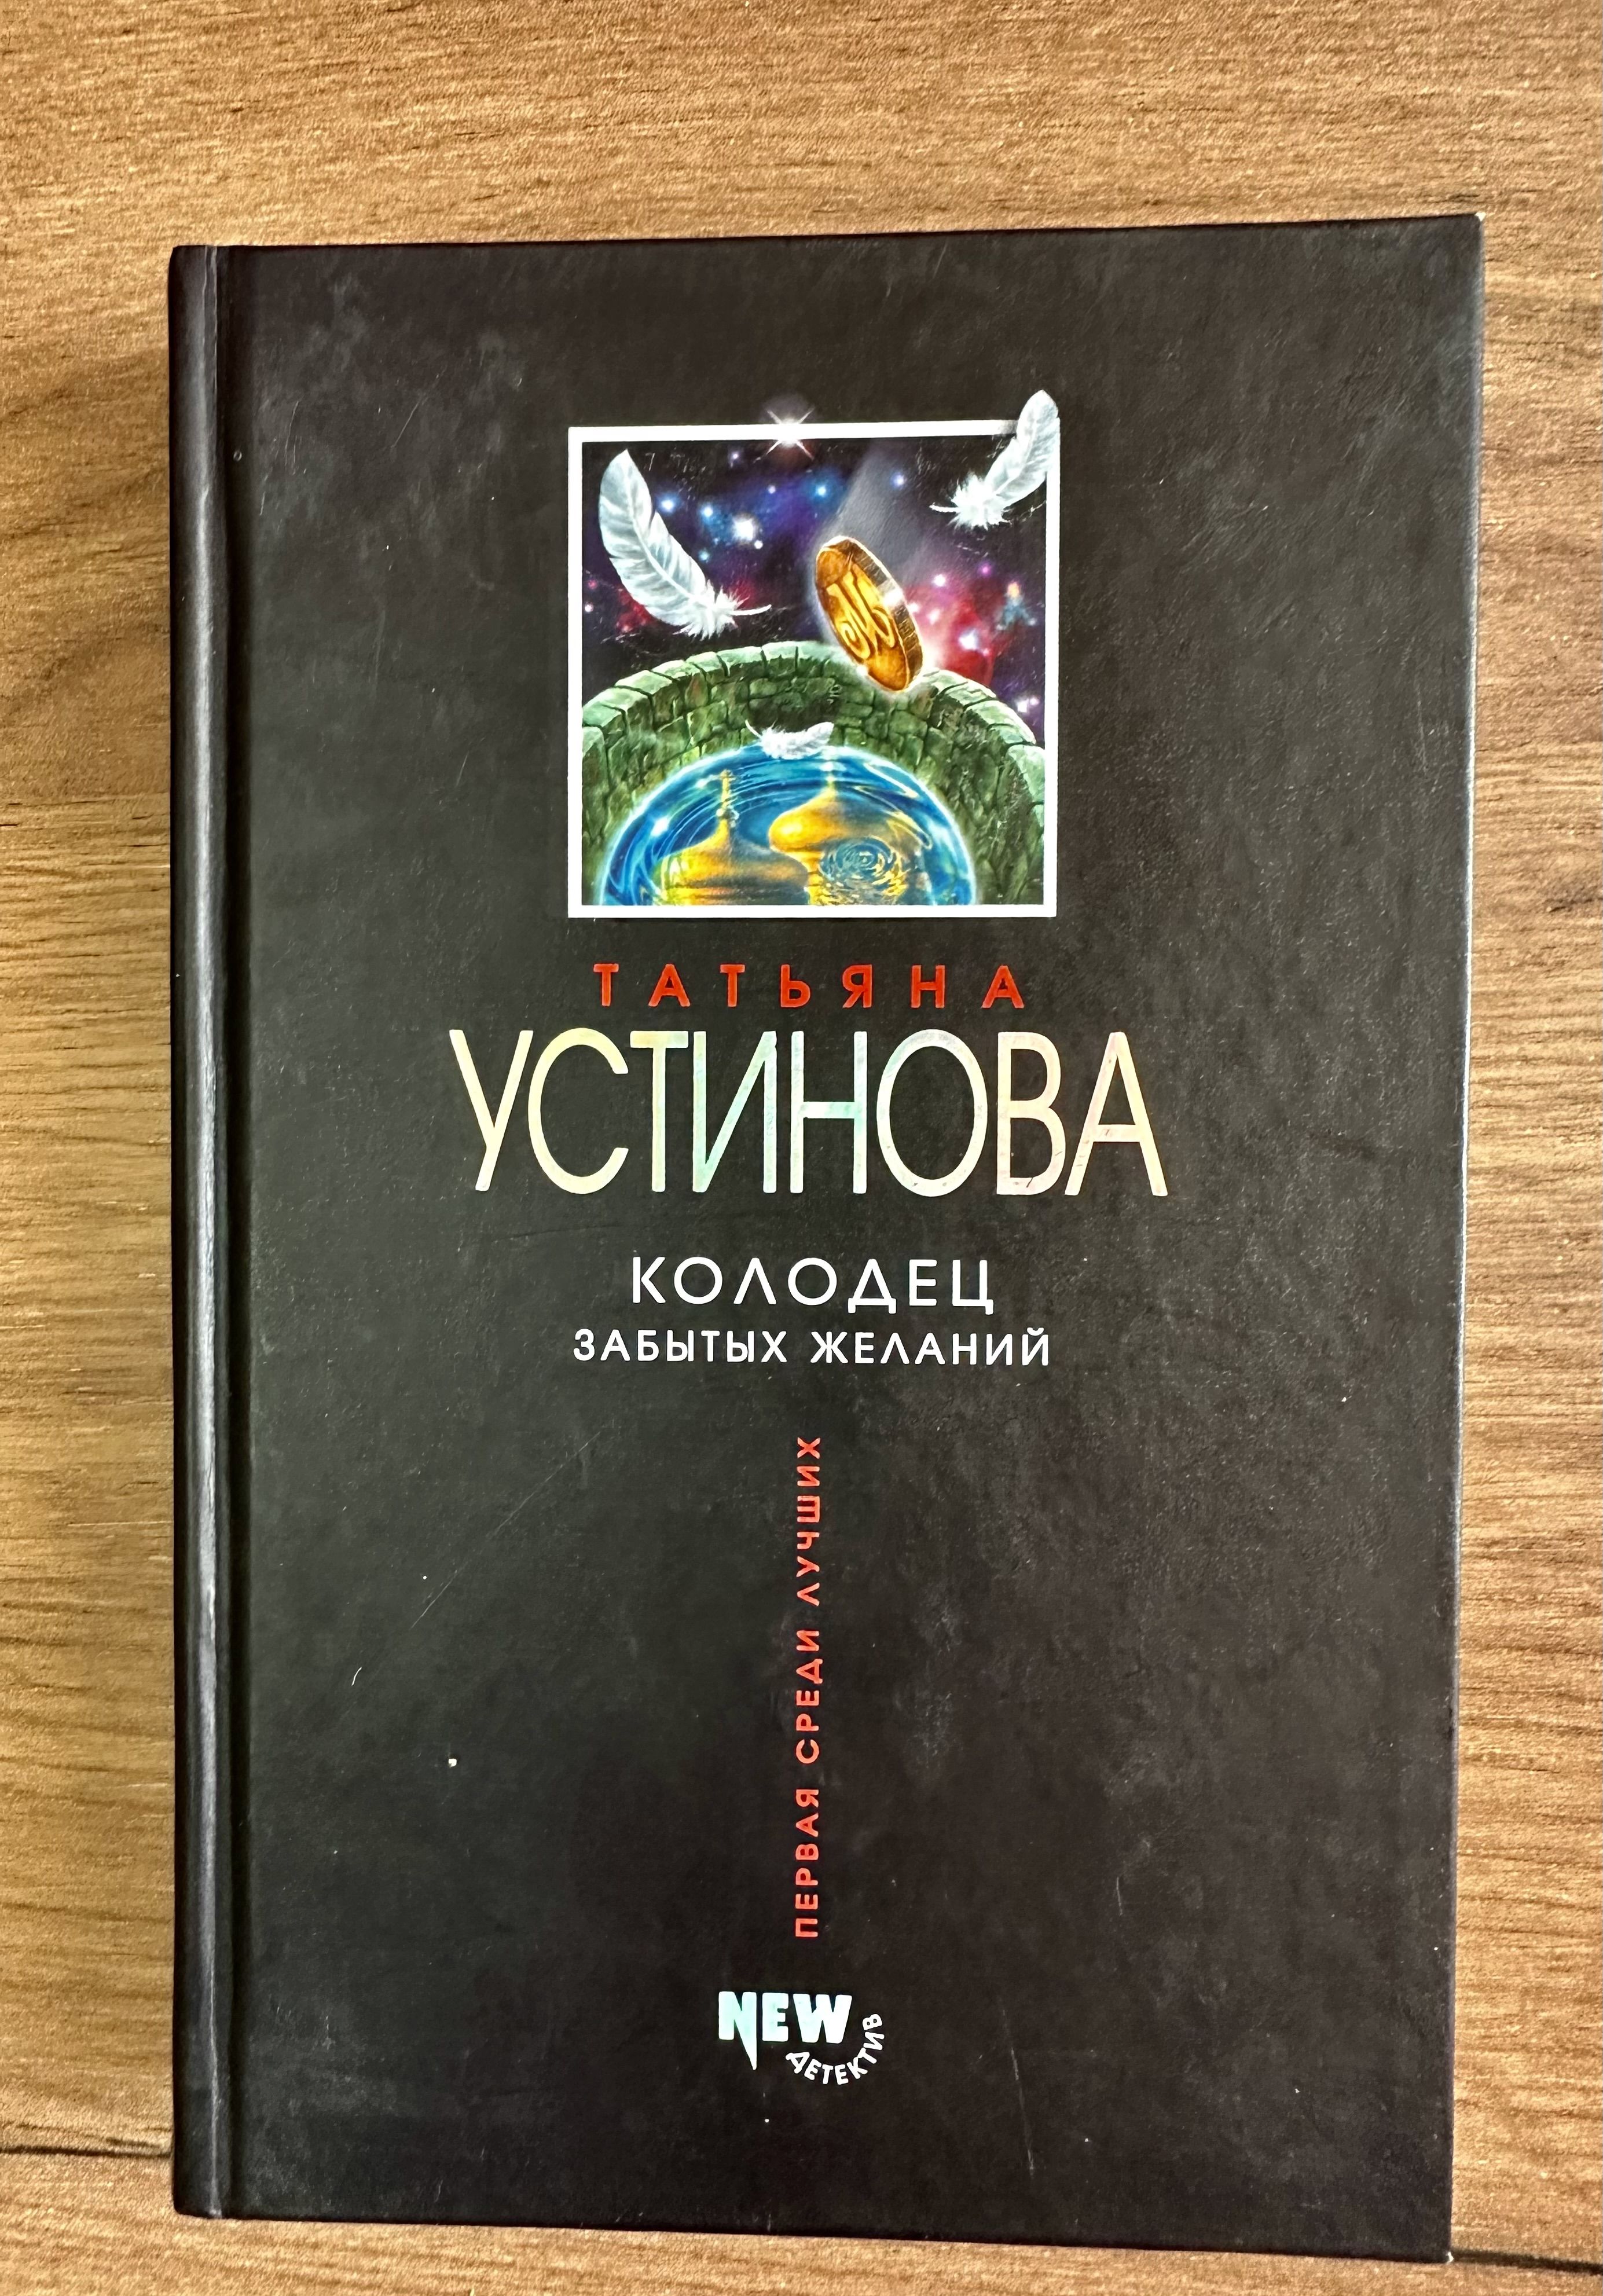 ТАТЬЯНА
УСТИНОВА
КОЛОДЕЦ
ЗАБЫТЫХ ЖЕЛАНИЙ
ПЕРВАЯ СРЕДИ ЛУЧШИХ
NEW
ДЕТЕКТИВ